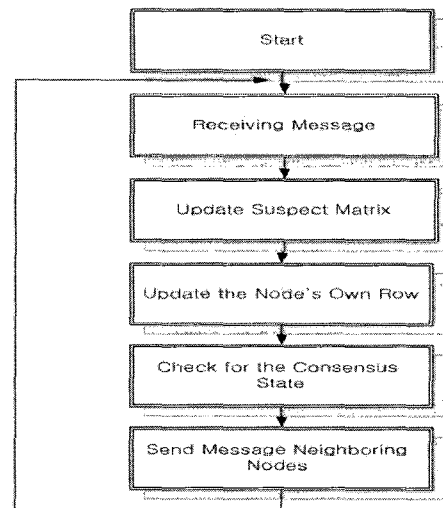 Start
Receiving Message
Update Suspect Matrix
Update the Node's Own Row
Check for the Consensus
State
Send Message Neighboring
Nodes